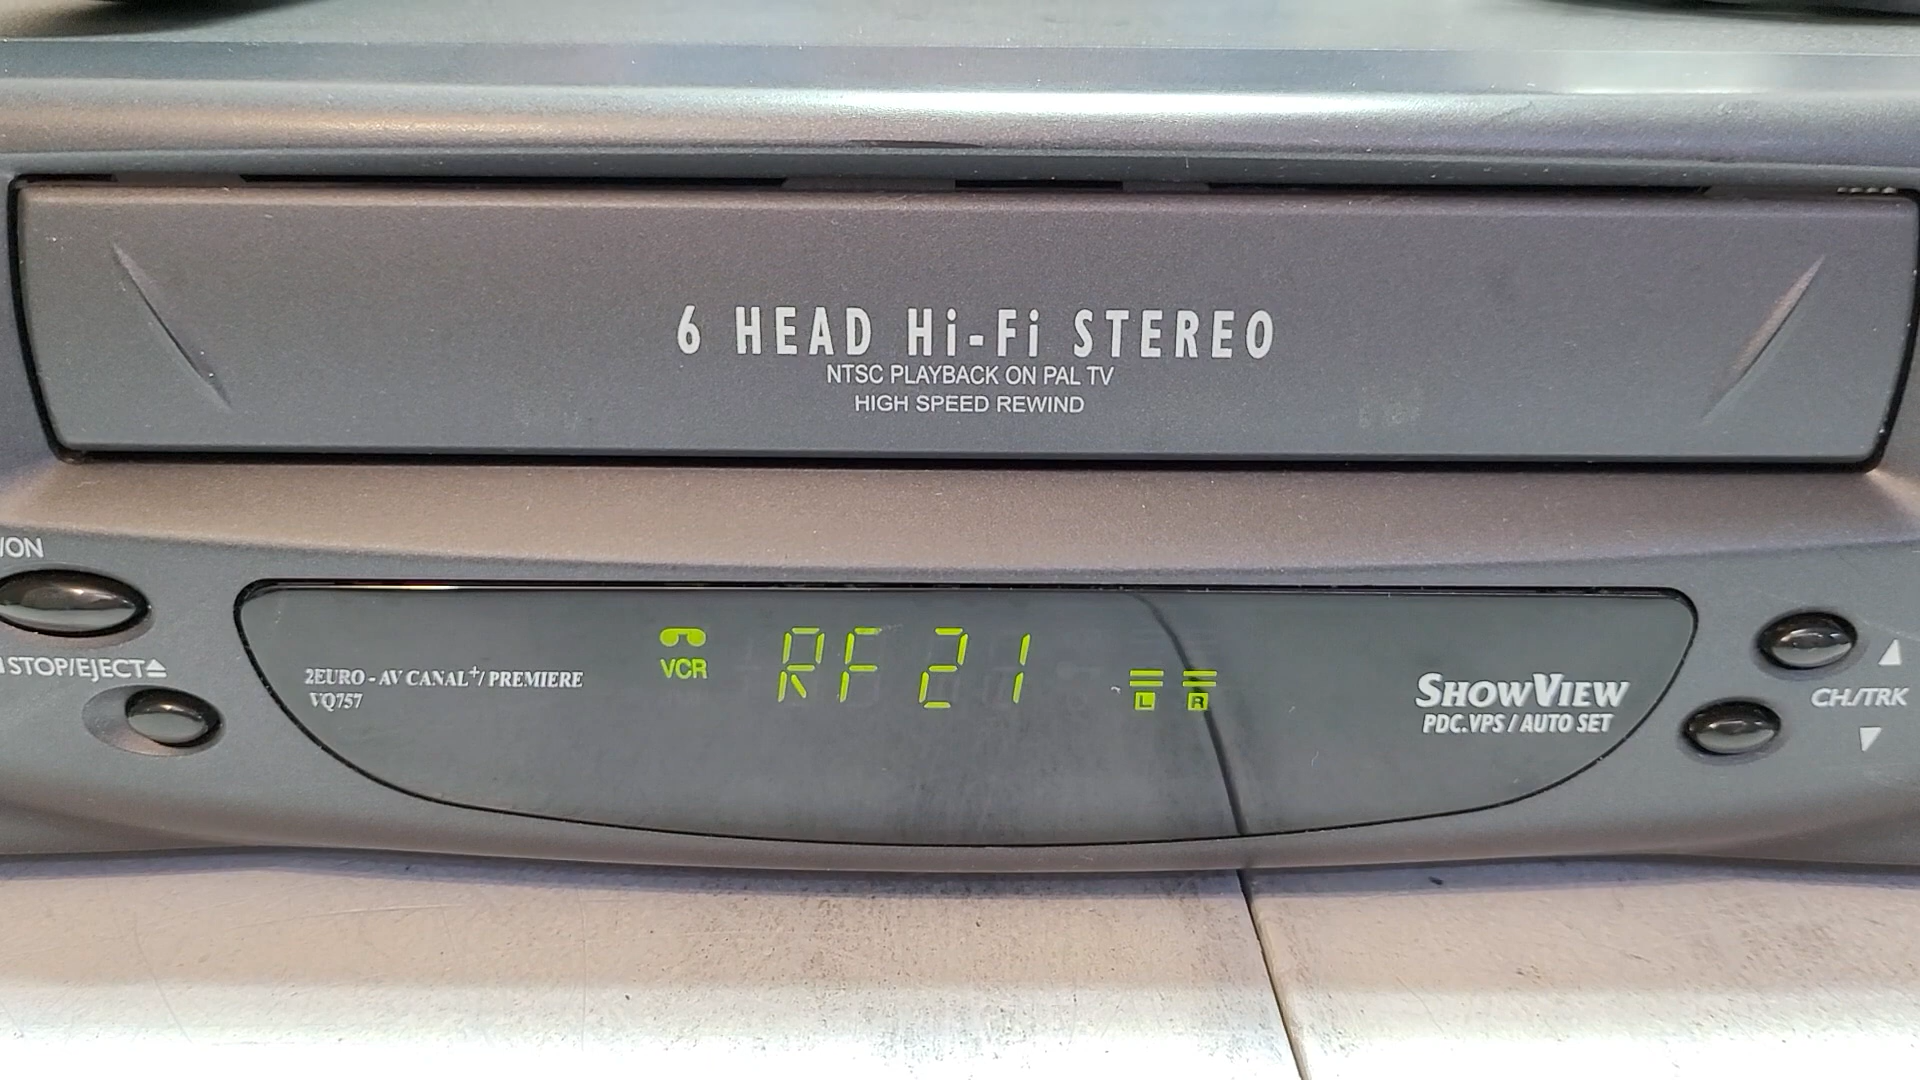 6 HEAD Hi-Fi STEREO
NTSC PLAYBACK ON PAL TV
HIGH SPEED REWIND
/ON
STOP/EJECT
2EURO - AV CANAL+/ PREMIERE
VQ757
VCR
RF 21
L R
SHOWVIEW
PDC.VPS / AUTO SET
CH/TRK